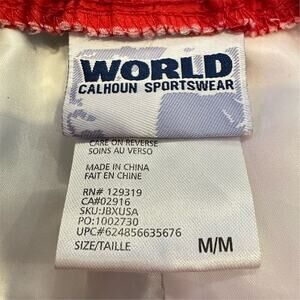 WORLD
CALHOUN SPORTSWEAR
CARE ON REVERSE
SOINS AU VERSO
MADE IN CHINA
FAIT EN CHINE
RN# 129319
CA#02916
SKU:JBXUSA
PO:1002730
UPC#624856635676
SIZE/TAILLE M/M